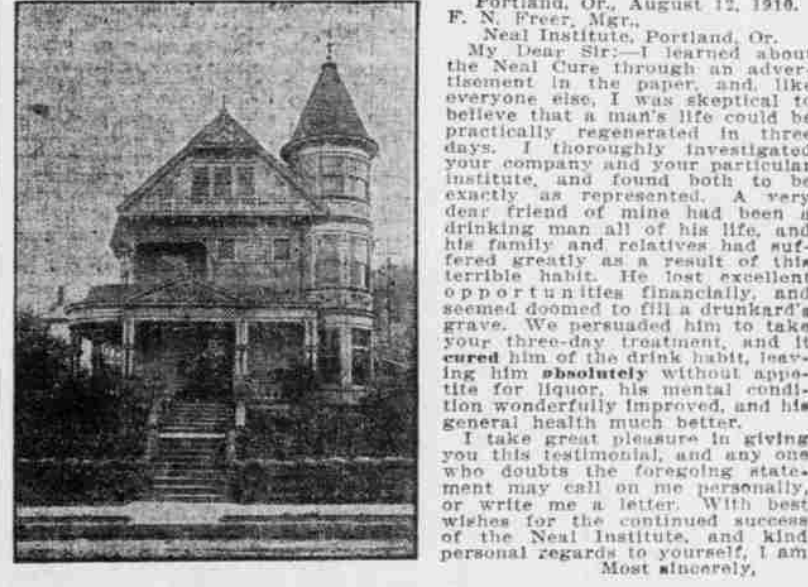 Portland, Or., August 12, 1910.
F. N. Freer, Mgr.,
Neal Institute, Portland, Or.
My Dear Sir:—I learned about
the Neal Cure through an adver-
tisement in the paper, and, like
everyone else, I was skeptical to
believe that a man's life could be
practically regenerated in three
days. I thoroughly investigated
your company and your particular
institute, and found both to be
exactly as represented. A very
dear friend of mine had been a
drinking man all of his life, and
his family and relatives had suf-
fered greatly as a result of this
terrible habit. He lost excellent
opportunities financially, and
seemed doomed to fill a drunkard's
grave. We persuaded him to take
your three-day treatment, and it
cured him of the drink habit, leav-
ing him absolutely without appe-
tite for liquor, his mental condi-
tion wonderfully improved, and his
general health much better.
I take great pleasure in giving
you this testimonial, and any one
who doubts the foregoing state-
ment may call on me personally,
or write me a letter. With best
wishes for the continued success
of the Neal Institute, and kind
personal regards to yourself, I am
Most sincerely,